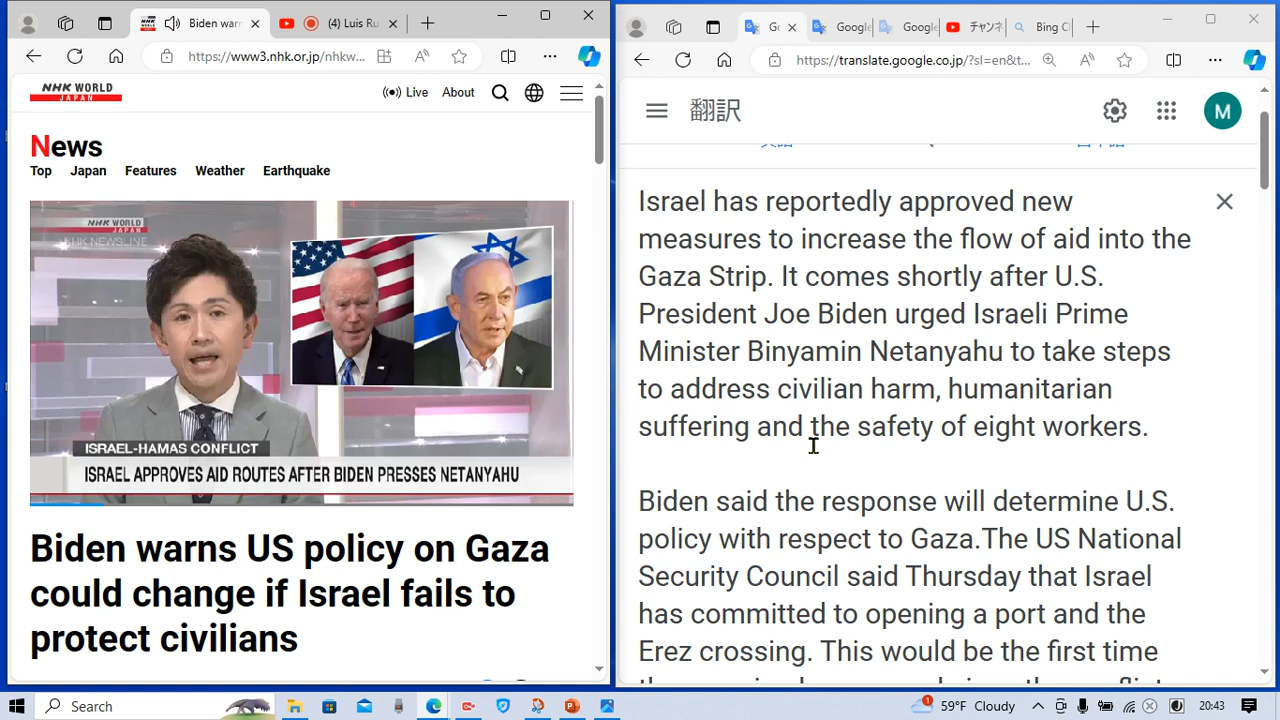 Biden warn
(4) Luis Ru
https://www3.nhk.or.jp/nhkw...
NHK WORLD
JAPAN
Live
About
News
Top
Japan
Features
Weather
Earthquake
NHK WORLD
JAPAN
NHK NEWSLINE
ISRAEL-HAMAS CONFLICT
ISRAEL APPROVES AID ROUTES AFTER BIDEN PRESSES NETANYAHU
Biden warns US policy on Gaza
could change if Israel fails to
protect civilians
Go
Google
Google
チャンネ
Bing C
https://translate.google.co.jp/?sl=en&t...
翻訳
M
Israel has reportedly approved new
measures to increase the flow of aid into the
Gaza Strip. It comes shortly after U.S.
President Joe Biden urged Israeli Prime
Minister Binyamin Netanyahu to take steps
to address civilian harm, humanitarian
suffering and the safety of eight workers.
Biden said the response will determine U.S.
policy with respect to Gaza.The US National
Security Council said Thursday that Israel
has committed to opening a port and the
Erez crossing. This would be the first time
Search
1
59°F Cloudy
20:43